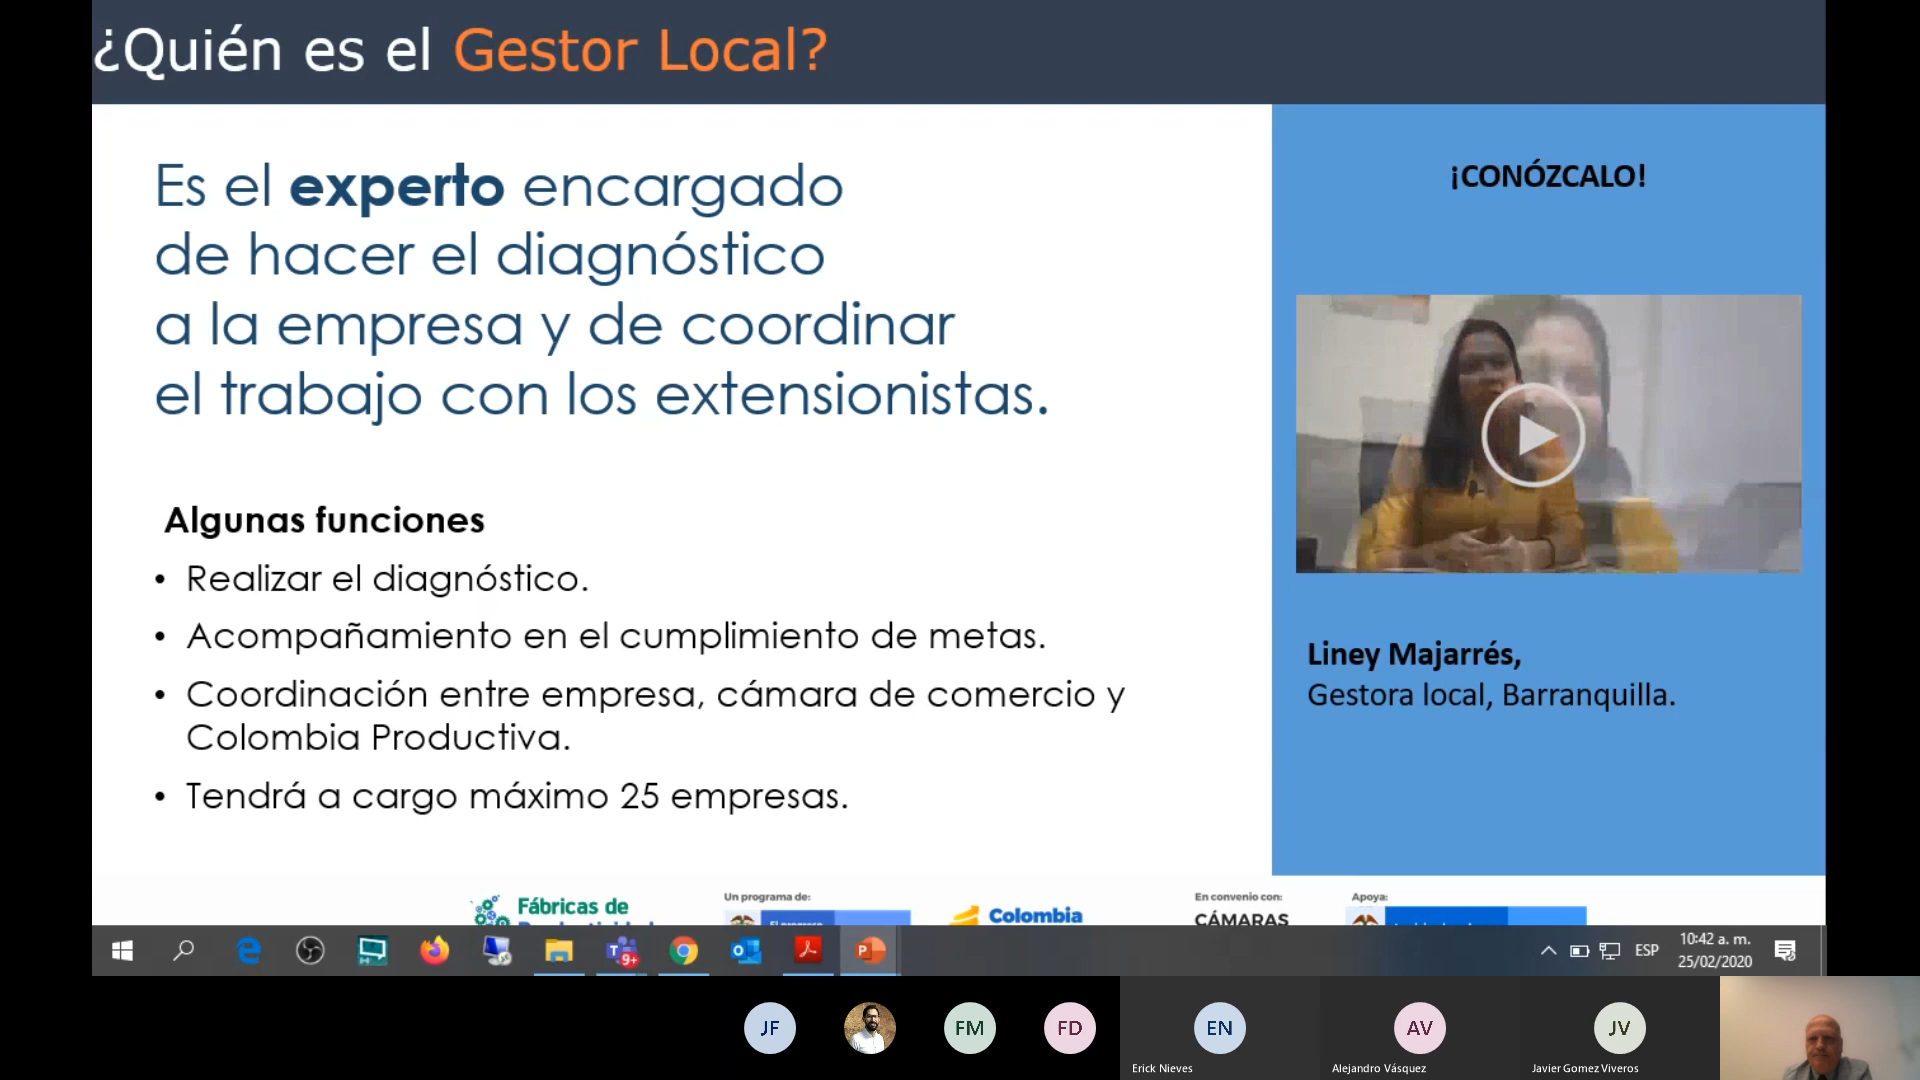 ¿Quién es el Gestor Local?
Es el experto encargado
de hacer el diagnóstico
a la empresa y de coordinar
el trabajo con los extensionistas.
Algunas funciones
• Realizar el diagnóstico.
• Acompañamiento en el cumplimiento de metas.
• Coordinación entre empresa, cámara de comercio y
Colombia Productiva.
• Tendrá a cargo máximo 25 empresas.
¡CONÓZCALO!
Liney Majarrés,
Gestora local, Barranquilla.
Fábricas de
Un programa de:
El progreso
Colombia
En convenio con:
CÁMARAS
Apoya:
9+
ESP
10:42 a. m.
25/02/2020
JF
FM
FD
EN
Erick Nieves
AV
Alejandro Vásquez
JV
Javier Gomez Viveros